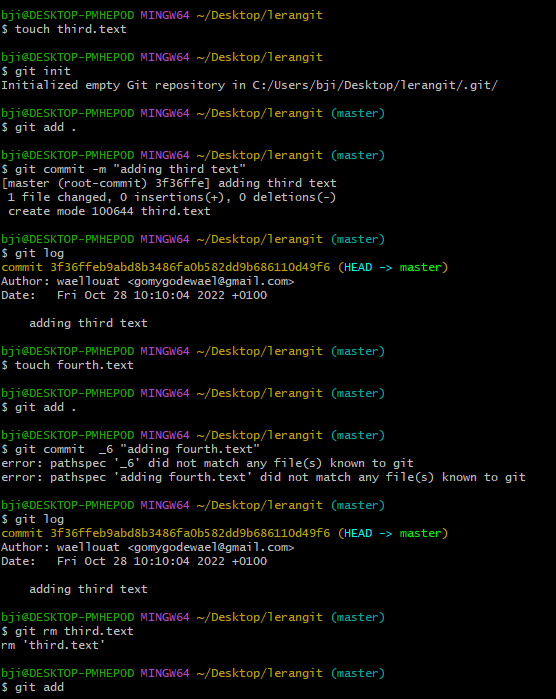 bji@DESKTOP-PMHEPOD MINGW64 ~/Desktop/lerangit
$ touch third.text
bji@DESKTOP-PMHEPOD MINGW64 ~/Desktop/lerangit
$ git init
Initialized empty Git repository in C:/Users/bji/Desktop/lerangit/.git/
bji@DESKTOP-PMHEPOD MINGW64 ~/Desktop/lerangit (master)
$ git add .
bji@DESKTOP-PMHEPOD MINGW64 ~/Desktop/lerangit (master)
$ git commit -m "adding third text"
[master (root-commit) 3f36ffe] adding third text
 1 file changed, 0 insertions(+), 0 deletions(-)
 create mode 100644 third.text
bji@DESKTOP-PMHEPOD MINGW64 ~/Desktop/lerangit (master)
$ git log
commit 3f36ffeb9abd8b3486fa0b582dd9b686110d49f6 (HEAD -> master)
Author: waellouat <gomygodewael@gmail.com>
Date:   Fri Oct 28 10:10:04 2022 +0100
    adding third text
bji@DESKTOP-PMHEPOD MINGW64 ~/Desktop/lerangit (master)
$ touch fourth.text
bji@DESKTOP-PMHEPOD MINGW64 ~/Desktop/lerangit (master)
$ git add .
bji@DESKTOP-PMHEPOD MINGW64 ~/Desktop/lerangit (master)
$ git commit  _6 "adding fourth.text"
error: pathspec '_6' did not match any file(s) known to git
error: pathspec 'adding fourth.text' did not match any file(s) known to git
bji@DESKTOP-PMHEPOD MINGW64 ~/Desktop/lerangit (master)
$ git log
commit 3f36ffeb9abd8b3486fa0b582dd9b686110d49f6 (HEAD -> master)
Author: waellouat <gomygodewael@gmail.com>
Date:   Fri Oct 28 10:10:04 2022 +0100
    adding third text
bji@DESKTOP-PMHEPOD MINGW64 ~/Desktop/lerangit (master)
$ git rm third.text
rm 'third.text'
bji@DESKTOP-PMHEPOD MINGW64 ~/Desktop/lerangit (master)
$ git add